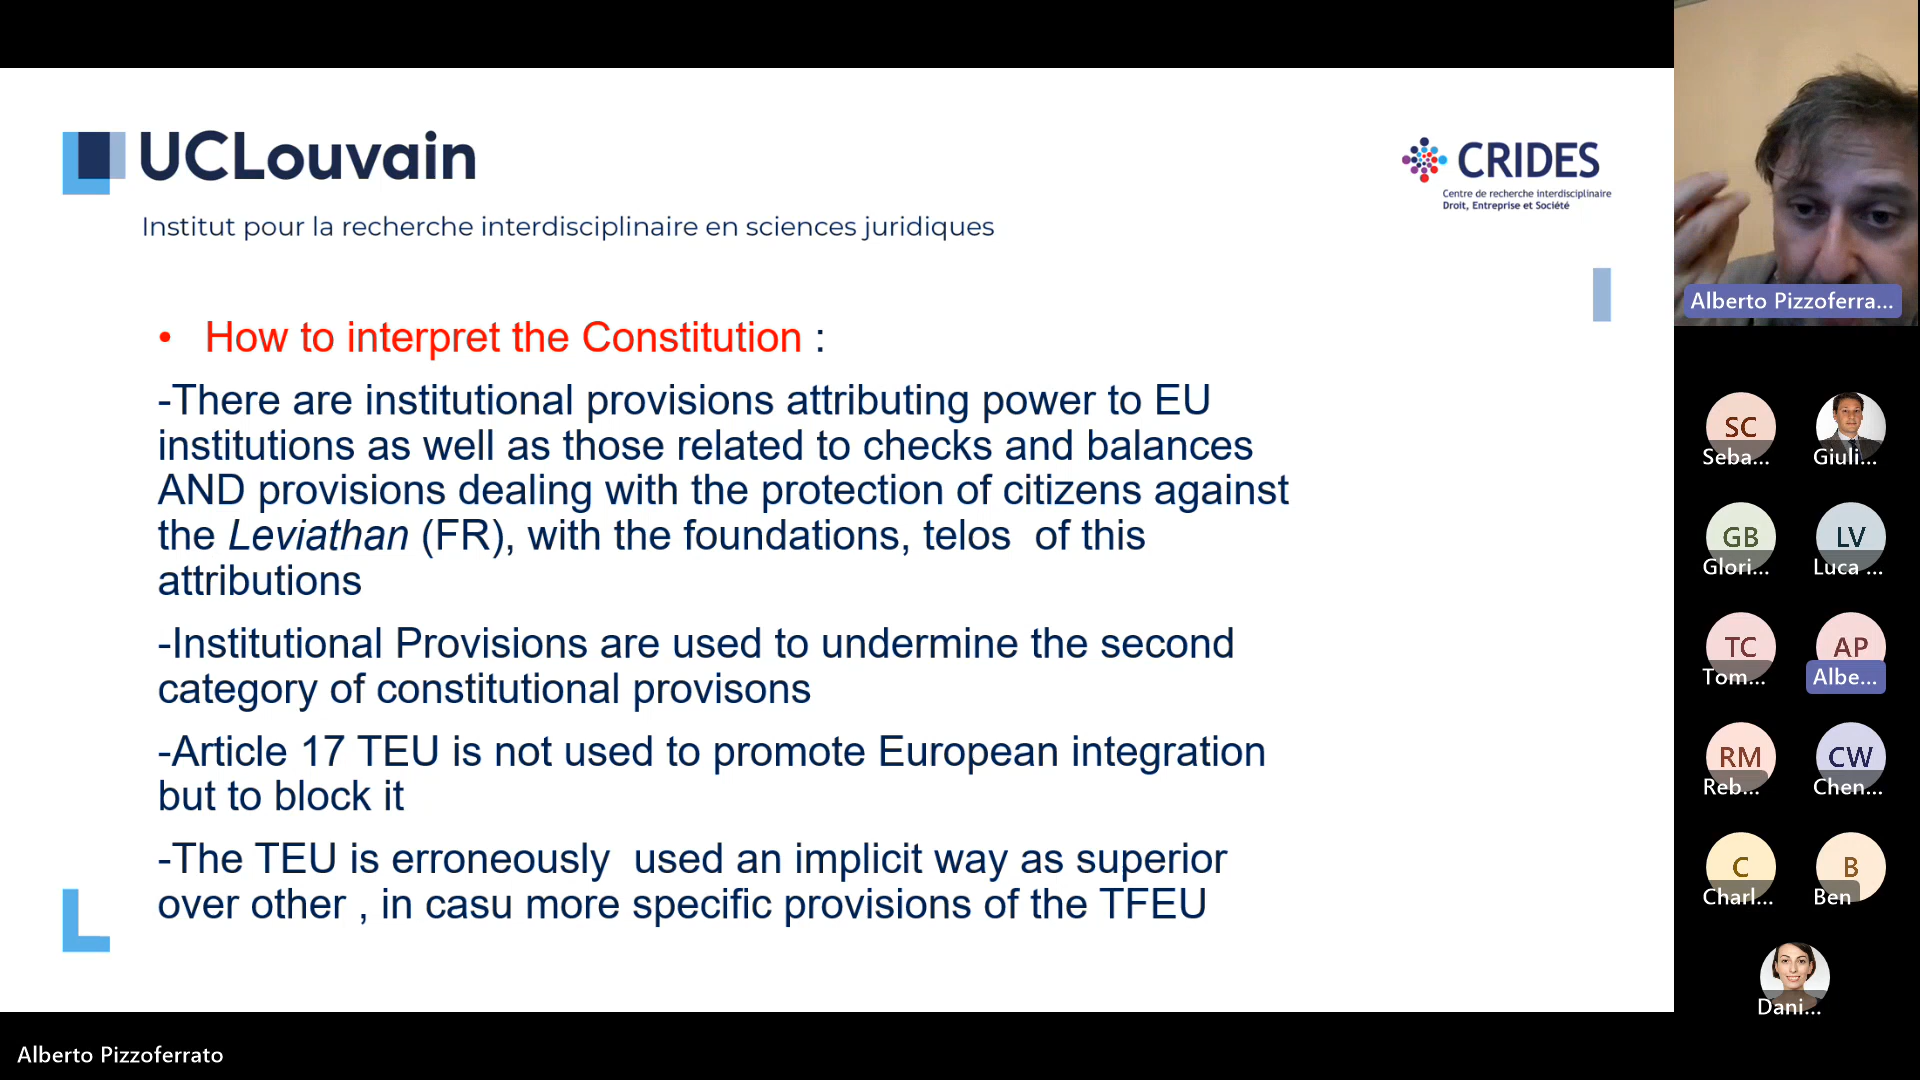 UCLouvain
Institut pour la recherche interdisciplinaire en sciences juridiques
CRIDES
Centre de recherche interdisciplinaire
Droit, Entreprise et Société
• How to interpret the Constitution :
-There are institutional provisions attributing power to EU
institutions as well as those related to checks and balances
AND provisions dealing with the protection of citizens against
the Leviathan (FR), with the foundations, telos  of this
attributions
-Institutional Provisions are used to undermine the second
category of constitutional provisons
-Article 17 TEU is not used to promote European integration
but to block it
-The TEU is erroneously  used an implicit way as superior
over other , in casu more specific provisions of the TFEU
Alberto Pizzoferra...
SC
Seba...
Giuli...
GB
Glori...
LV
Luca ...
TC
Tom...
AP
Albe...
RM
Reb...
CW
Chen...
C
Charl...
B
Ben
Dani...
Alberto Pizzoferrato